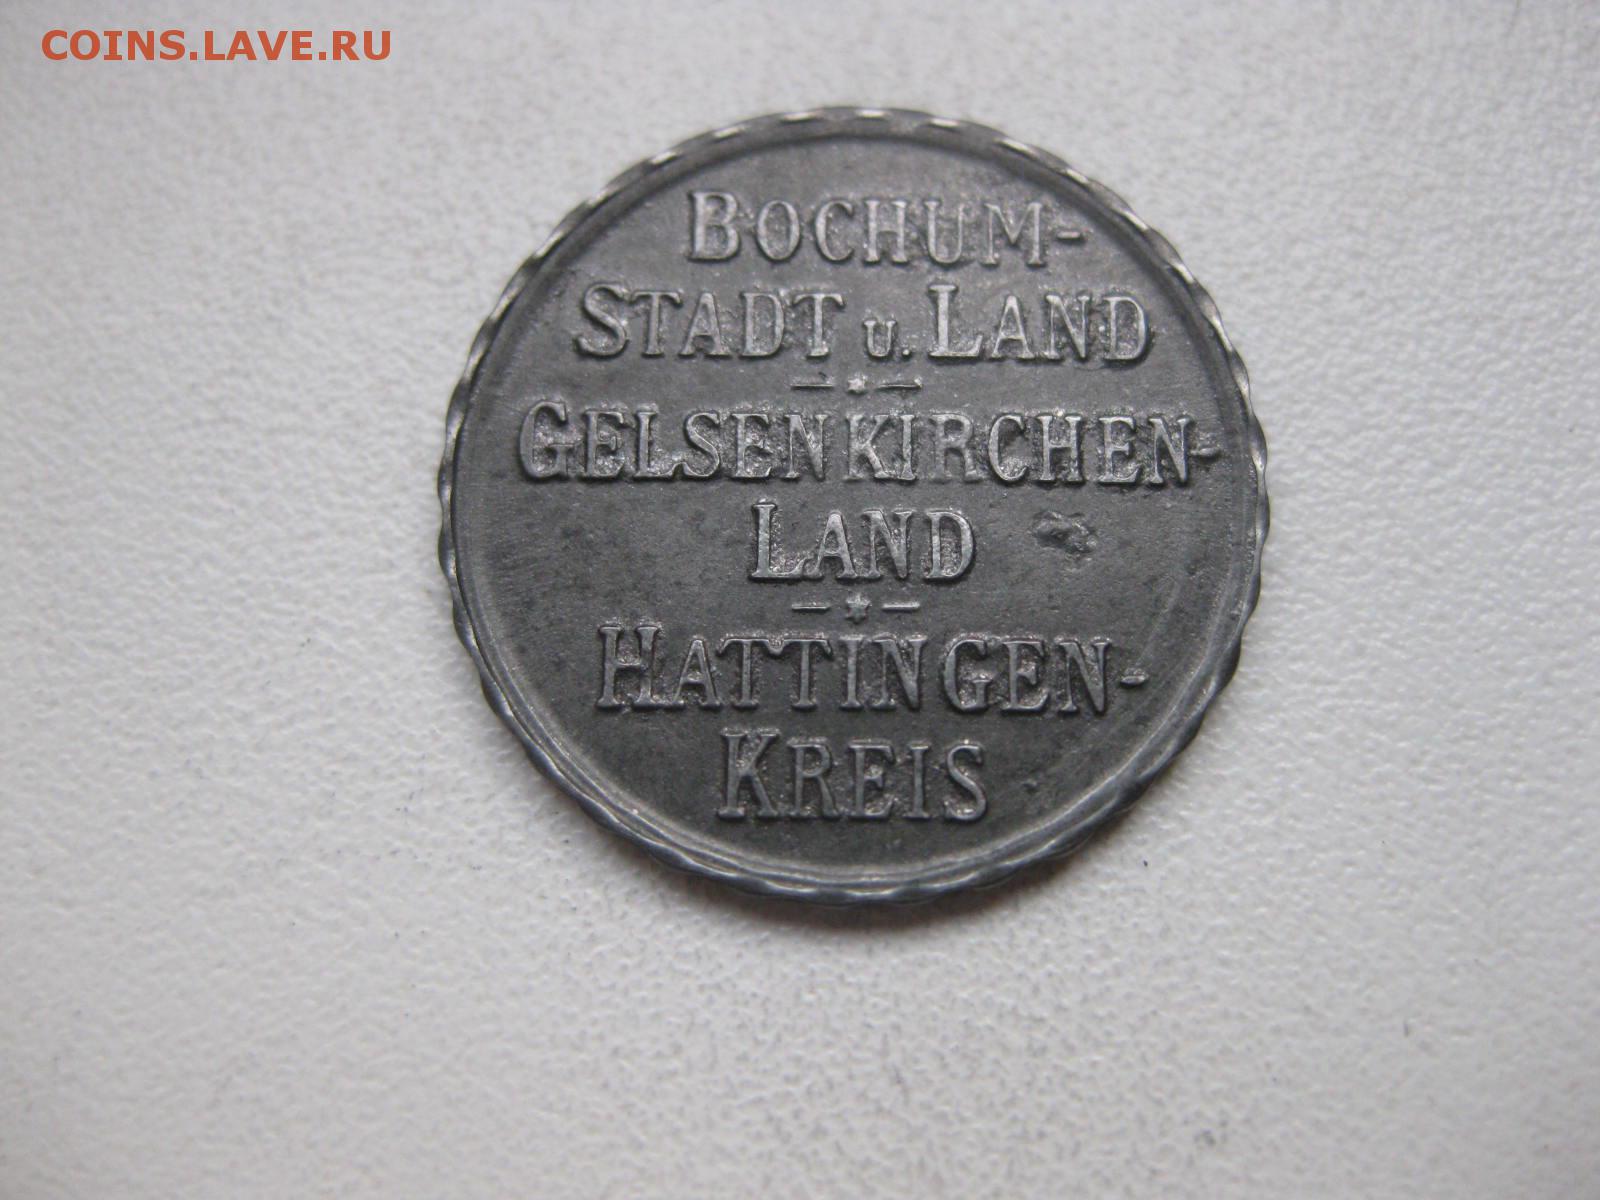 COINS.LAVE.RU
BOCHUM-
STADT U. LAND
GELSENKIRCHEN-
LAND
HATTINGEN-
KREIS